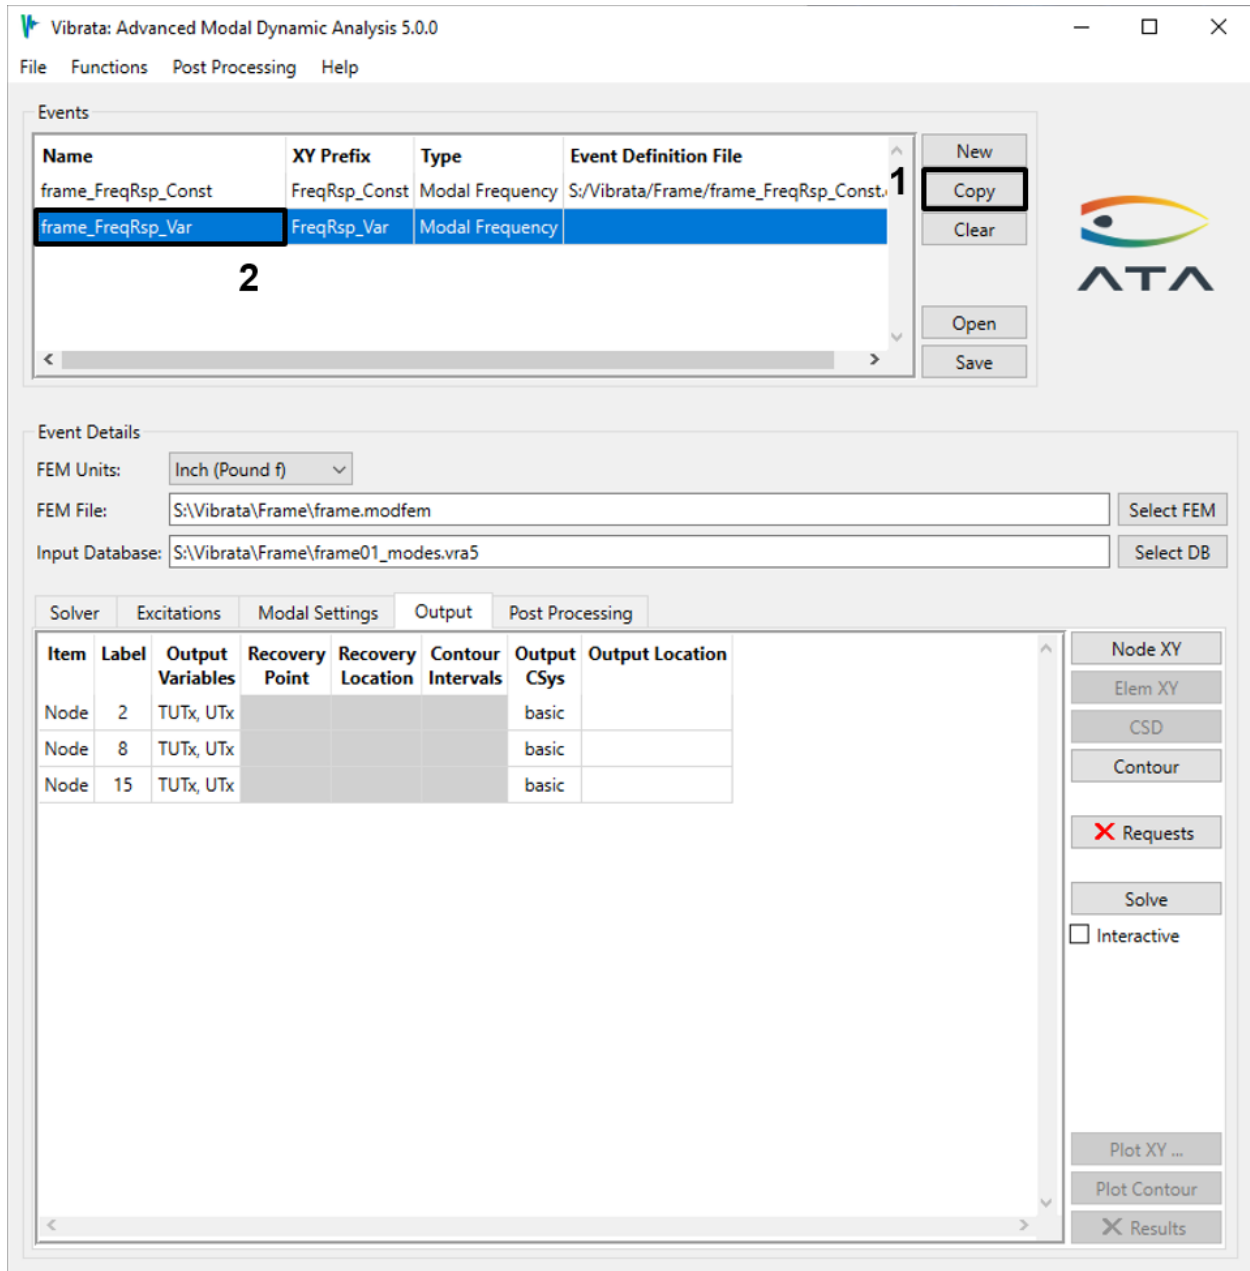 Vibrata: Advanced Modal Dynamic Analysis 5.0.0
File Functions Post Processing Help
Events
Name XY Prefix Type Event Definition File
frame_FreqRsp_Const FreqRsp_Const Modal Frequency S:/Vibrata/Frame/frame_FreqRsp_Const.
frame_FreqRsp_Var FreqRsp_Var Modal Frequency
1
2
New
Copy
Clear
Open
Save
ATA
Event Details
FEM Units: Inch (Pound f)
FEM File: S:\Vibrata\Frame\frame.modfem Select FEM
Input Database: S:\Vibrata\Frame\frame01_modes.vra5 Select DB
Solver Excitations Modal Settings Output Post Processing
Item Label Output Variables Recovery Point Recovery Location Contour Intervals Output CSys Output Location
Node 2 TUTx, UTx basic
Node 8 TUTx, UTx basic
Node 15 TUTx, UTx basic
Node XY
Elem XY
CSD
Contour
Requests
Solve
Interactive
Plot XY ...
Plot Contour
Results